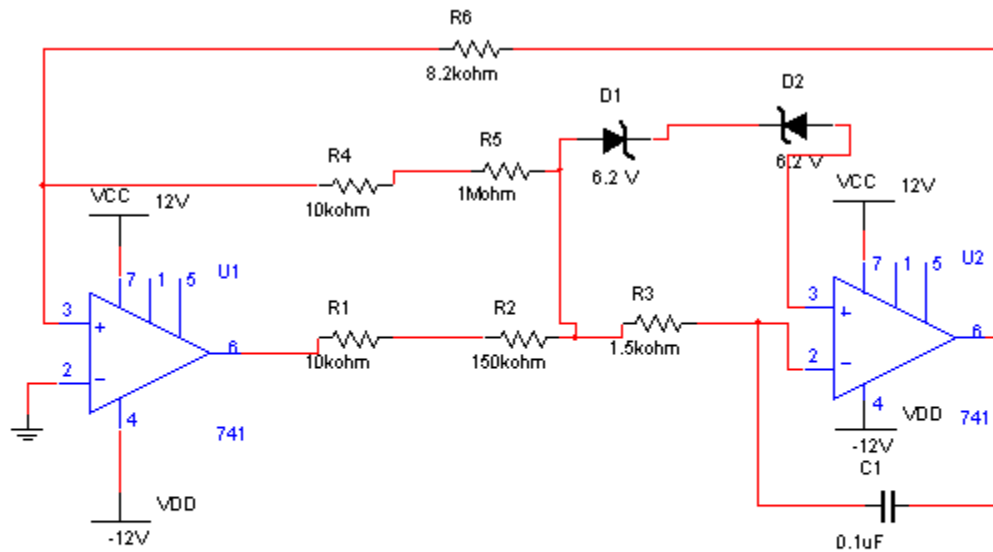 R6
8.2kohm
D1
D2
R4
R5
6.2 V
6.2 V
10kohm
1Mohm
VCC
12V
VCC
12V
7
1
5
U1
7
1
5
U2
3
+
R1
R2
R3
3
+
6
6
10kohm
150kohm
1.5kohm
2
−
2
−
4
741
4
VDD
741
-12V
VDD
C1
-12V
0.1uF